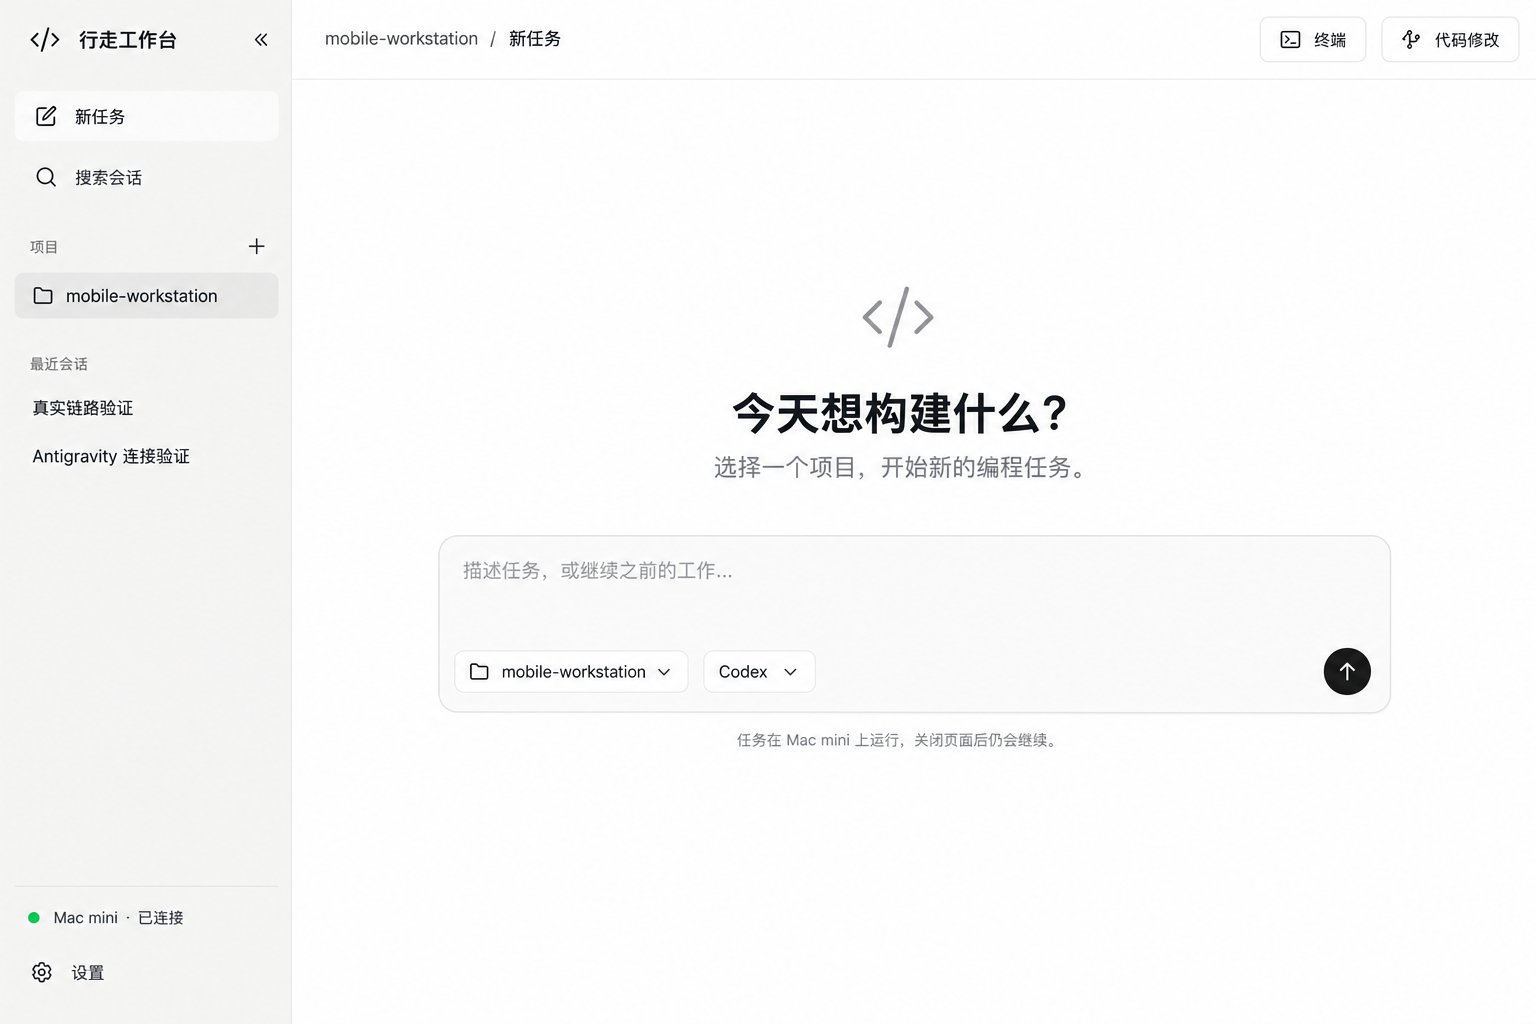 行走工作台
新任务
搜索会话
项目
mobile-workstation
最近会话
真实链路验证
Antigravity 连接验证
Mac mini · 已连接
设置
mobile-workstation / 新任务
终端
代码修改
今天想构建什么？
选择一个项目，开始新的编程任务。
描述任务，或继续之前的工作...
mobile-workstation
Codex
任务在 Mac mini 上运行，关闭页面后仍会继续。